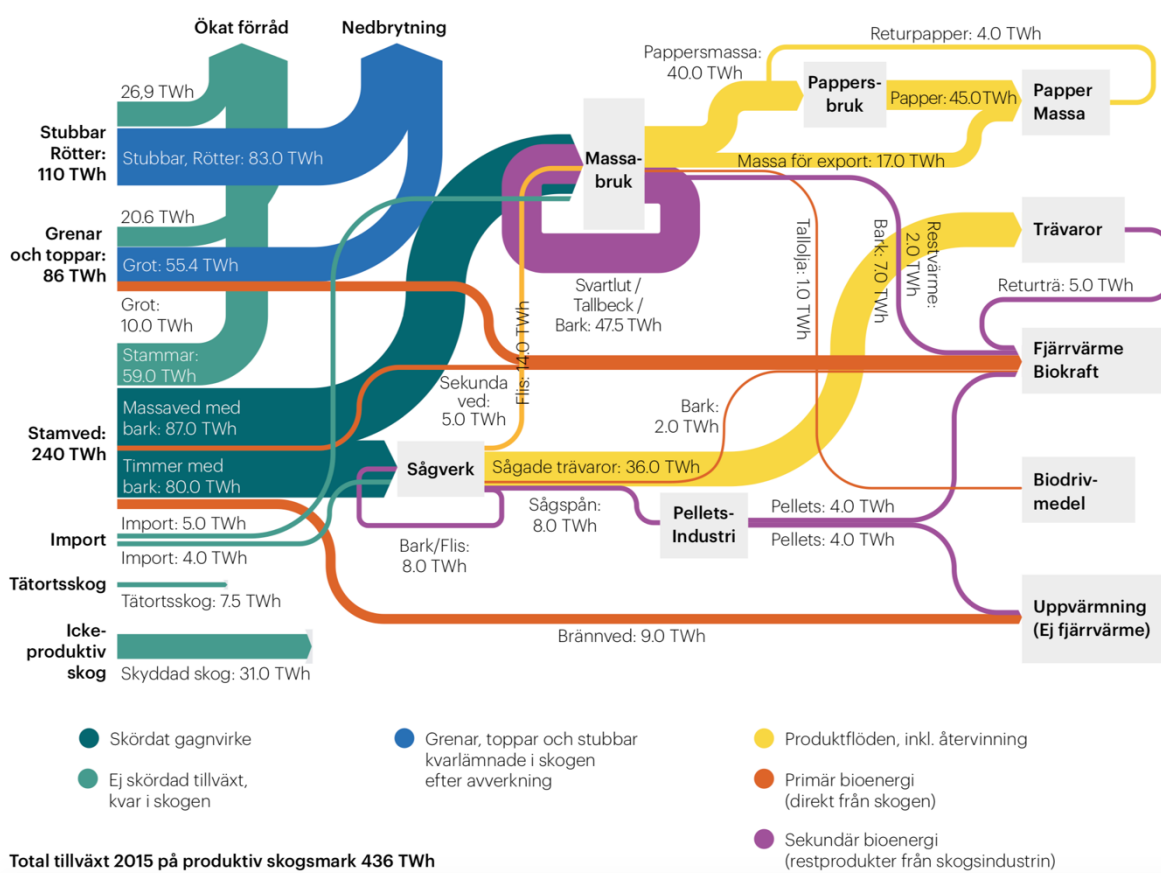 Ökat förråd
Nedbrytning
Returpapper: 4.0 TWh
Pappersmassa:
40.0 TWh
Pappers-
bruk
Papper: 45.0TWh
Papper
Massa
26,9 TWh
Stubbar
Rötter:
110 TWh
Stubbar, Rötter: 83.0 TWh
Massa-
bruk
Massa för export: 17.0 TWh
20.6 TWh
Grenar
och toppar:
86 TWh
Grot: 55.4 TWh
Grot:
10.0 TWh
Svartlut /
Tallbeck /
Bark: 47.5 TWh
Tallolja: 1.0 TWh
Bark: 7.0 TWh
Restvärme:
2.0 TWh
Trävaror
Returträ: 5.0 TWh
Stammar:
59.0 TWh
Flis: 14.0 TWh
Fjärrvärme
Biokraft
Sekunda
ved:
5.0 TWh
Bark:
2.0 TWh
Stamved:
240 TWh
Massaved med
bark: 87.0 TWh
Timmer med
bark: 80.0 TWh
Sågverk
Sågade trävaror: 36.0 TWh
Biodriv-
medel
Sågspån:
8.0 TWh
Pellets-
Industri
Pellets: 4.0 TWh
Pellets: 4.0 TWh
Import
Import: 5.0 TWh
Import: 4.0 TWh
Bark/Flis:
8.0 TWh
Tätortsskog
Tätortsskog: 7.5 TWh
Uppvärmning
(Ej fjärrvärme)
Brännved: 9.0 TWh
Icke-
produktiv
skog
Skyddad skog: 31.0 TWh
Skördat gagnvirke
Ej skördad tillväxt,
kvar i skogen
Grenar, toppar och stubbar
kvarlämnade i skogen
efter avverkning
Produktflöden, inkl. återvinning
Primär bioenergi
(direkt från skogen)
Sekundär bioenergi
(restprodukter från skogsindustrin)
Total tillväxt 2015 på produktiv skogsmark 436 TWh